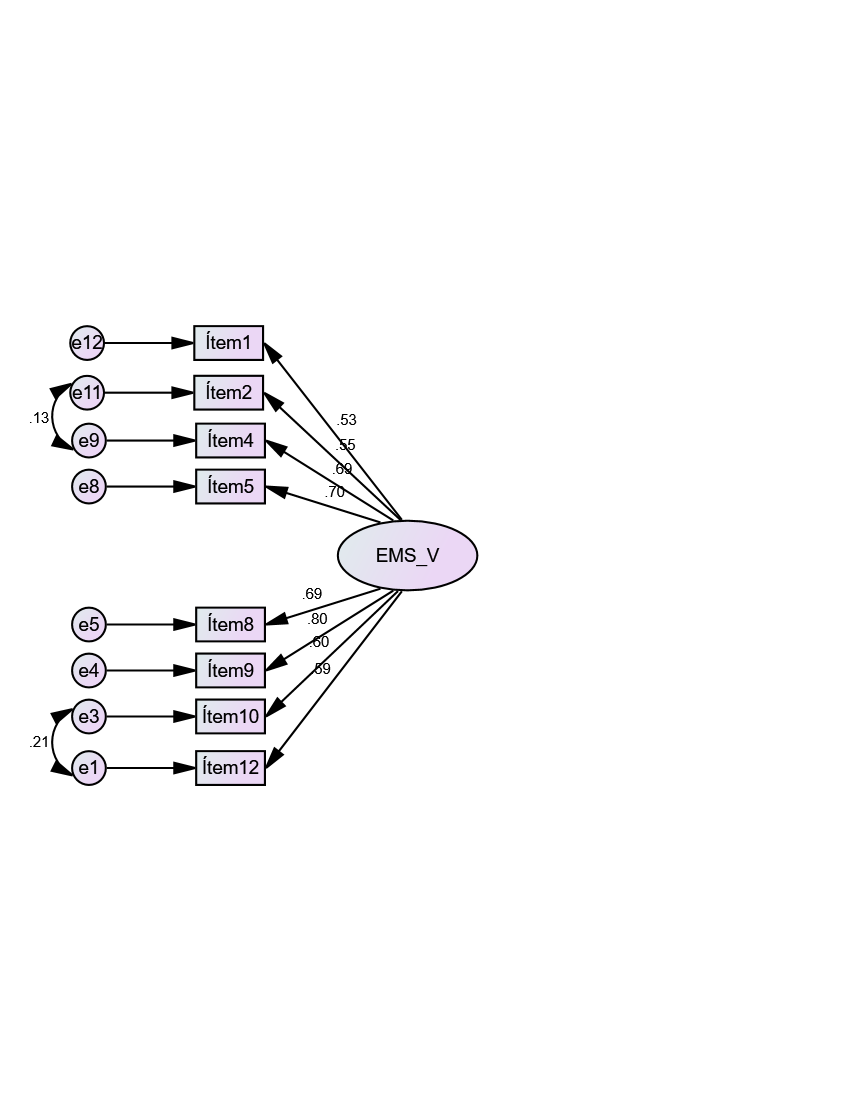 e12 Ítem1
e11 Ítem2
.13
e9 Ítem4
e8 Ítem5
.53
.55
.69
.70
EMS_V
.69
.80
.60
.59
e5 Ítem8
e4 Ítem9
e3 Ítem10
.21
e1 Ítem12